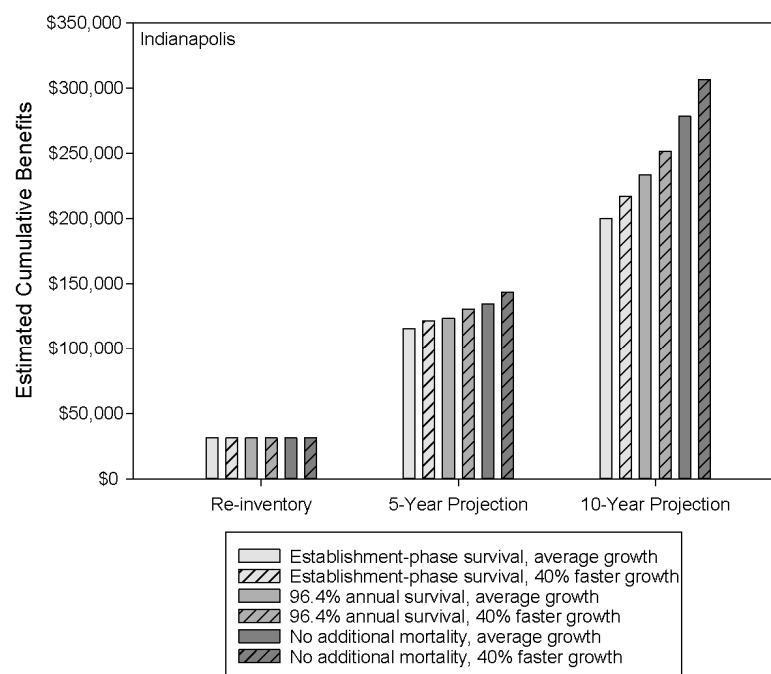 $350,000
Indianapolis
$300,000
$250,000
$200,000
$150,000
$100,000
$50,000
$0
Estimated Cumulative Benefits
Re-inventory
5-Year Projection
10-Year Projection
Establishment-phase survival, average growth
Establishment-phase survival, 40% faster growth
96.4% annual survival, average growth
96.4% annual survival, 40% faster growth
No additional mortality, average growth
No additional mortality, 40% faster growth